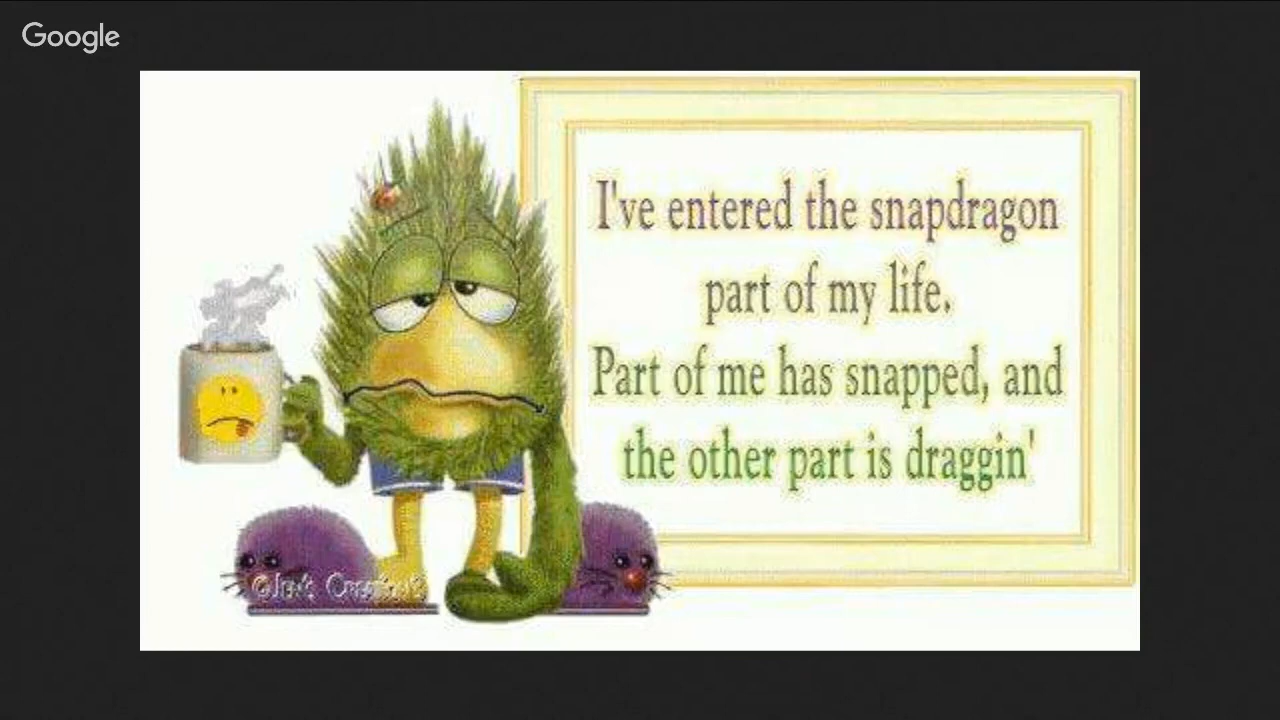 Google
I've entered the snapdragon
part of my life.
Part of me has snapped, and
the other part is draggin'